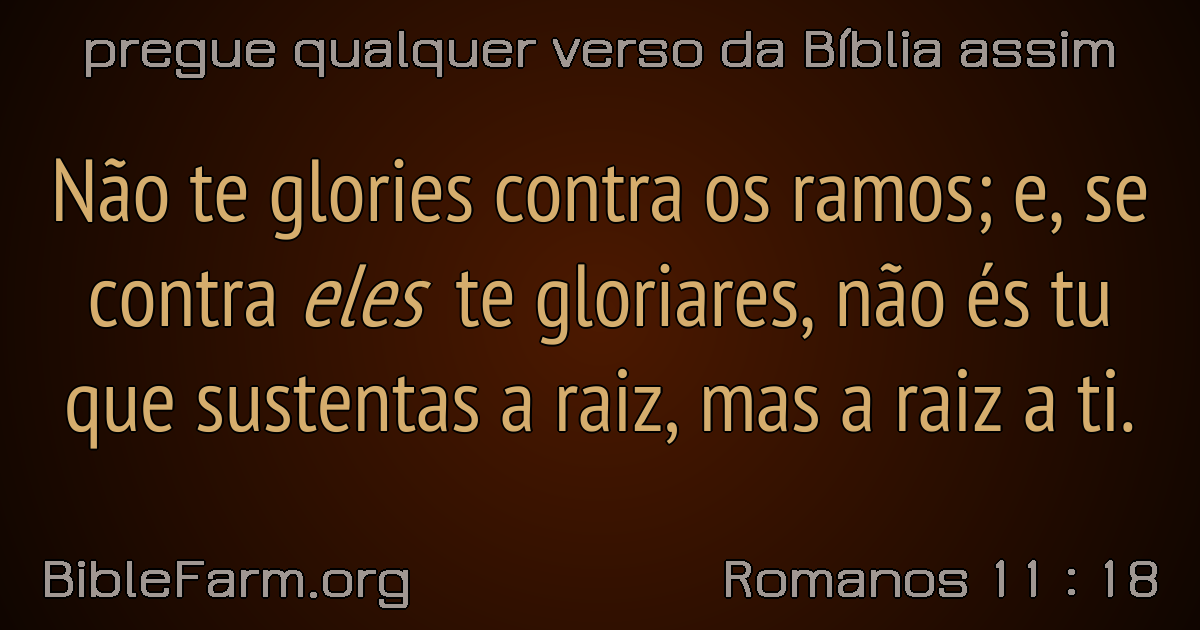 pregue qualquer verso da Bíblia assim
Não te glories contra os ramos; e, se
contra eles te gloriares, não és tu
que sustentas a raiz, mas a raiz a ti.
BibleFarm.org
Romanos 11 : 18